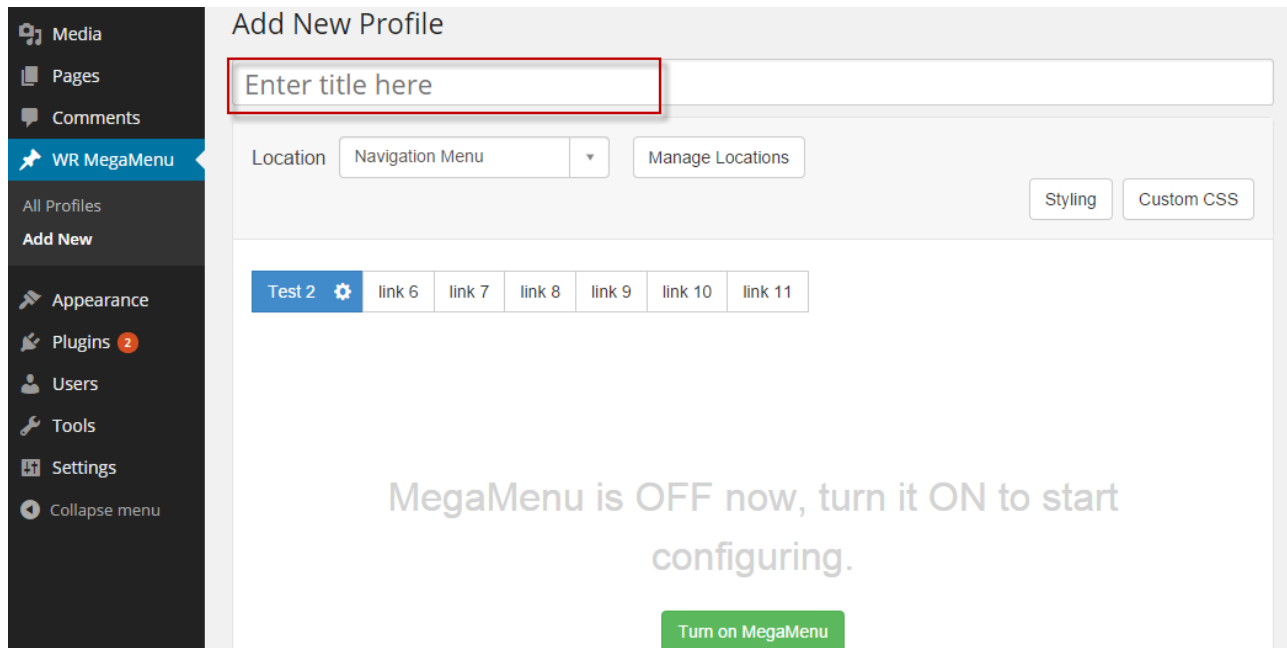 Media
Pages
Comments
WR MegaMenu
All Profiles
Add New
Appearance
Plugins 2
Users
Tools
Settings
Collapse menu
Add New Profile
Enter title here
Location Navigation Menu Manage Locations
Styling Custom CSS
Test 2 link 6 link 7 link 8 link 9 link 10 link 11
MegaMenu is OFF now, turn it ON to start
configuring.
Turn on MegaMenu